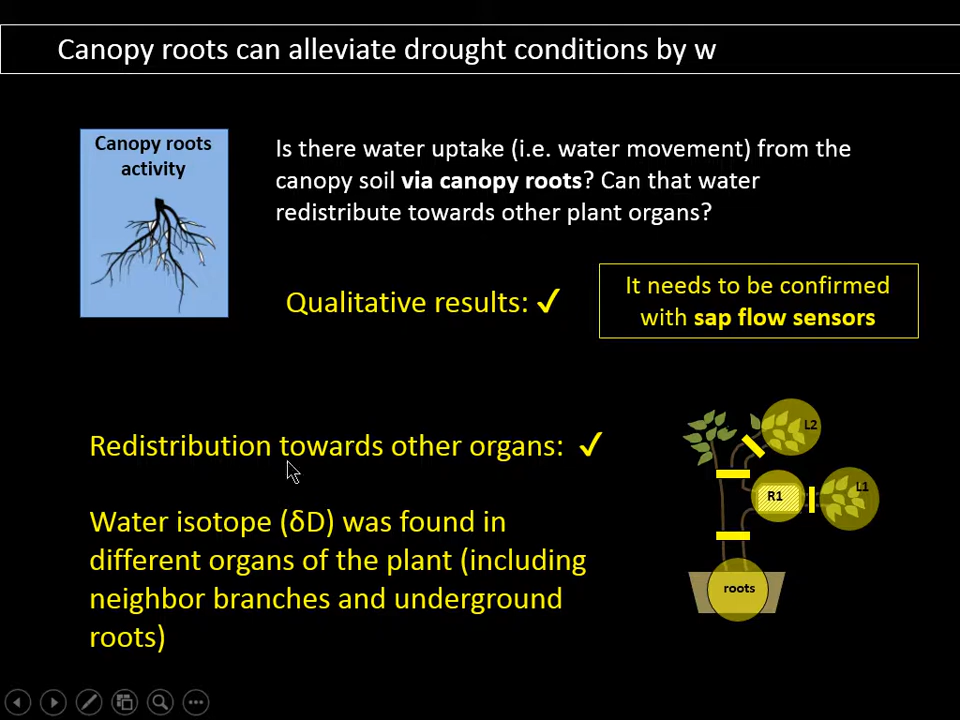 Canopy roots can alleviate drought conditions by w
Canopy roots
activity
Is there water uptake (i.e. water movement) from the
canopy soil via canopy roots? Can that water
redistribute towards other plant organs?
Qualitative results: ✓
It needs to be confirmed
with sap flow sensors
Redistribution towards other organs: ✓
Water isotope (δD) was found in
different organs of the plant (including
neighbor branches and underground
roots)
L2
R1
L1
roots